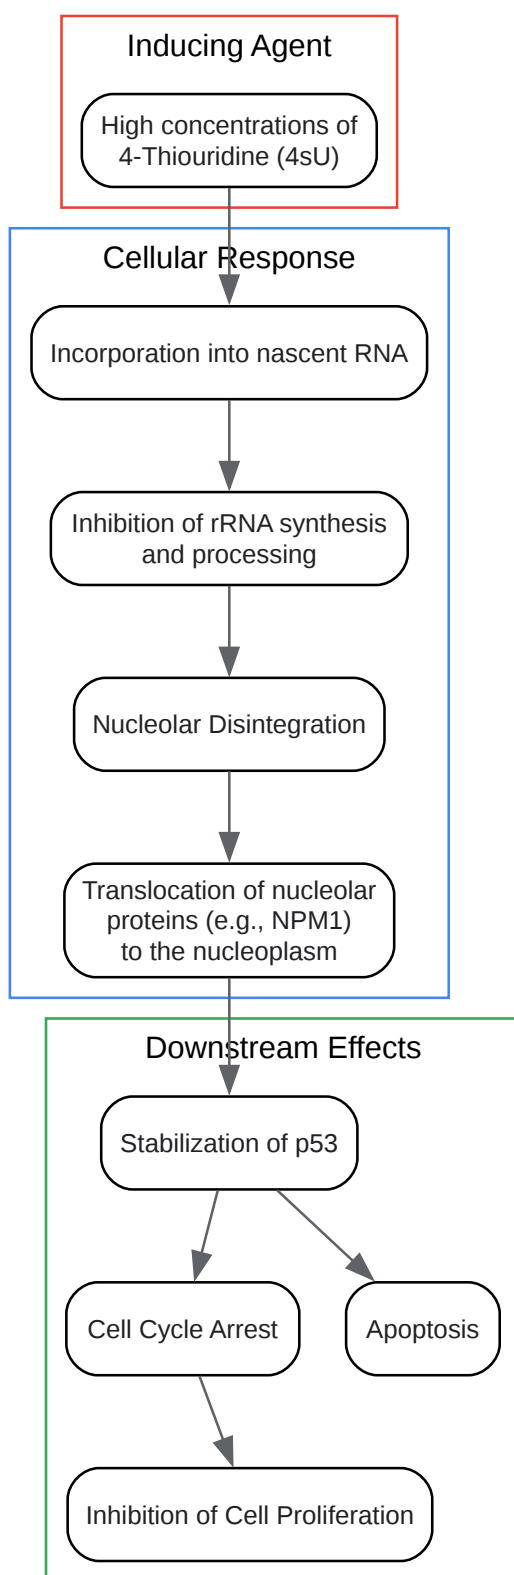 Inducing Agent
High concentrations of
4-Thiouridine (4sU)
Cellular Response
Incorporation into nascent RNA
Inhibition of rRNA synthesis
and processing
Nucleolar Disintegration
Translocation of nucleolar
proteins (e.g., NPM1)
to the nucleoplasm
Downstream Effects
Stabilization of p53
Cell Cycle Arrest
Apoptosis
Inhibition of Cell Proliferation